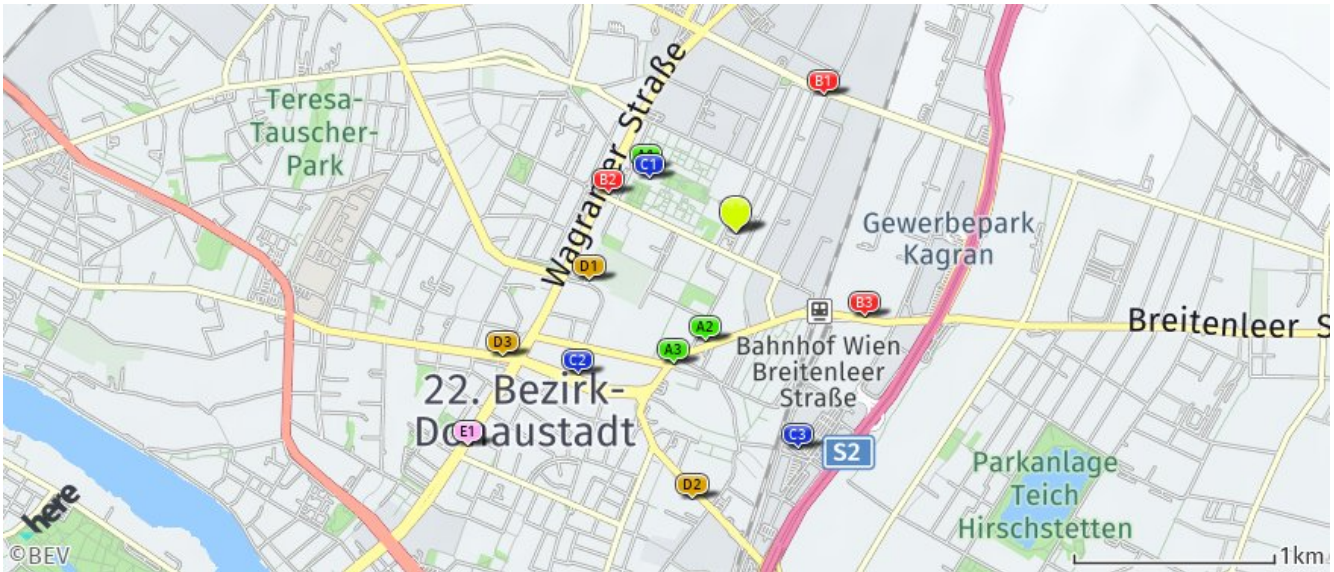 Teresa-
Tauscher-
Park
Wagramer Straße
B1
C1
B2
Gewerbepark
Kagran
D1
B3
Breitenleer S
A2
D3
A3
C2
Bahnhof Wien
Breitenleer
Straße
22. Bezirk-
Donaustadt
E1
C3
S2
D2
Parkanlage
Teich
Hirschstetten
here
©BEV
1km